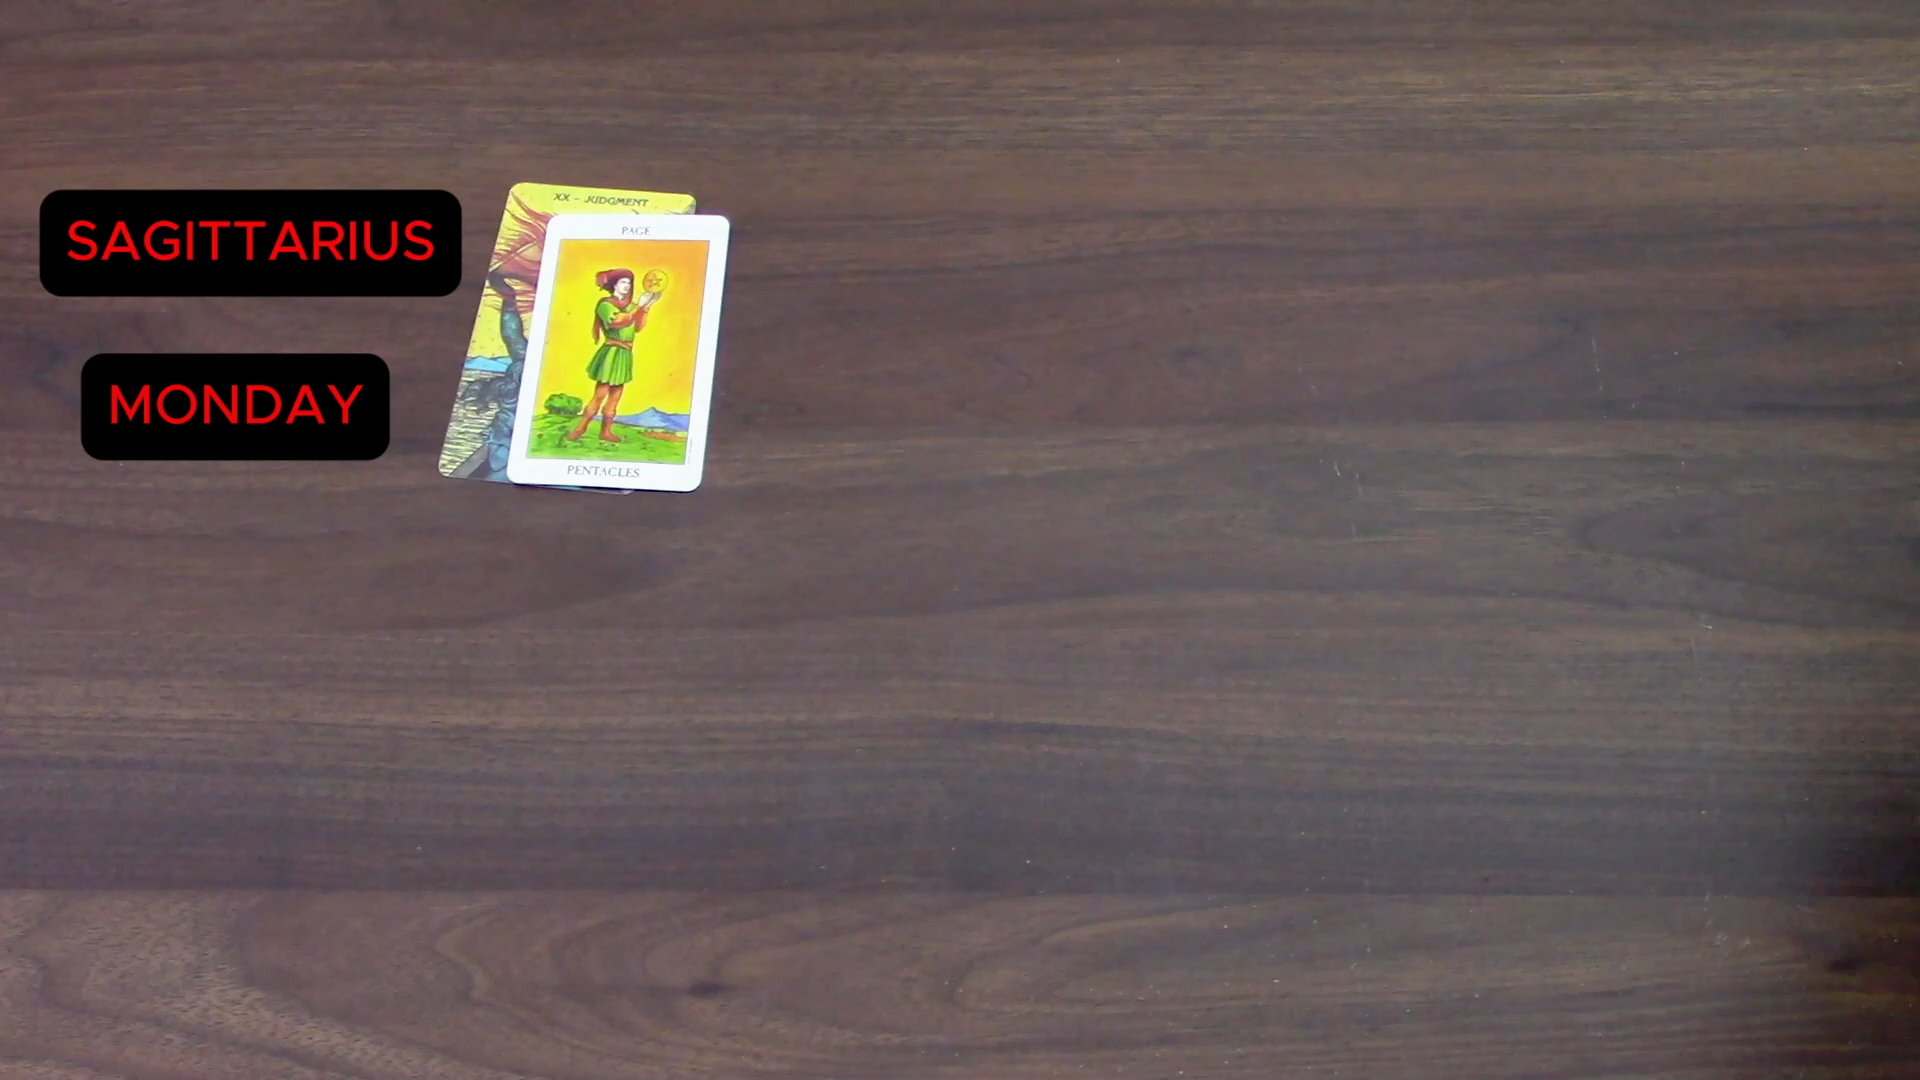 XX - JUDGMENT
SAGITTARIUS
PAGE
MONDAY
PENTACLES